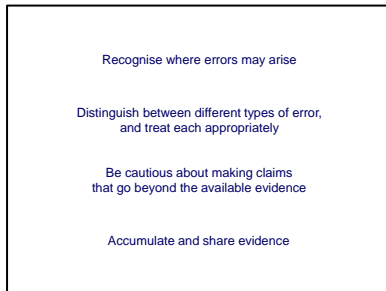 Recognise where errors may arise
Distinguish between different types of error,
and treat each appropriately
Be cautious about making claims
that go beyond the available evidence
Accumulate and share evidence